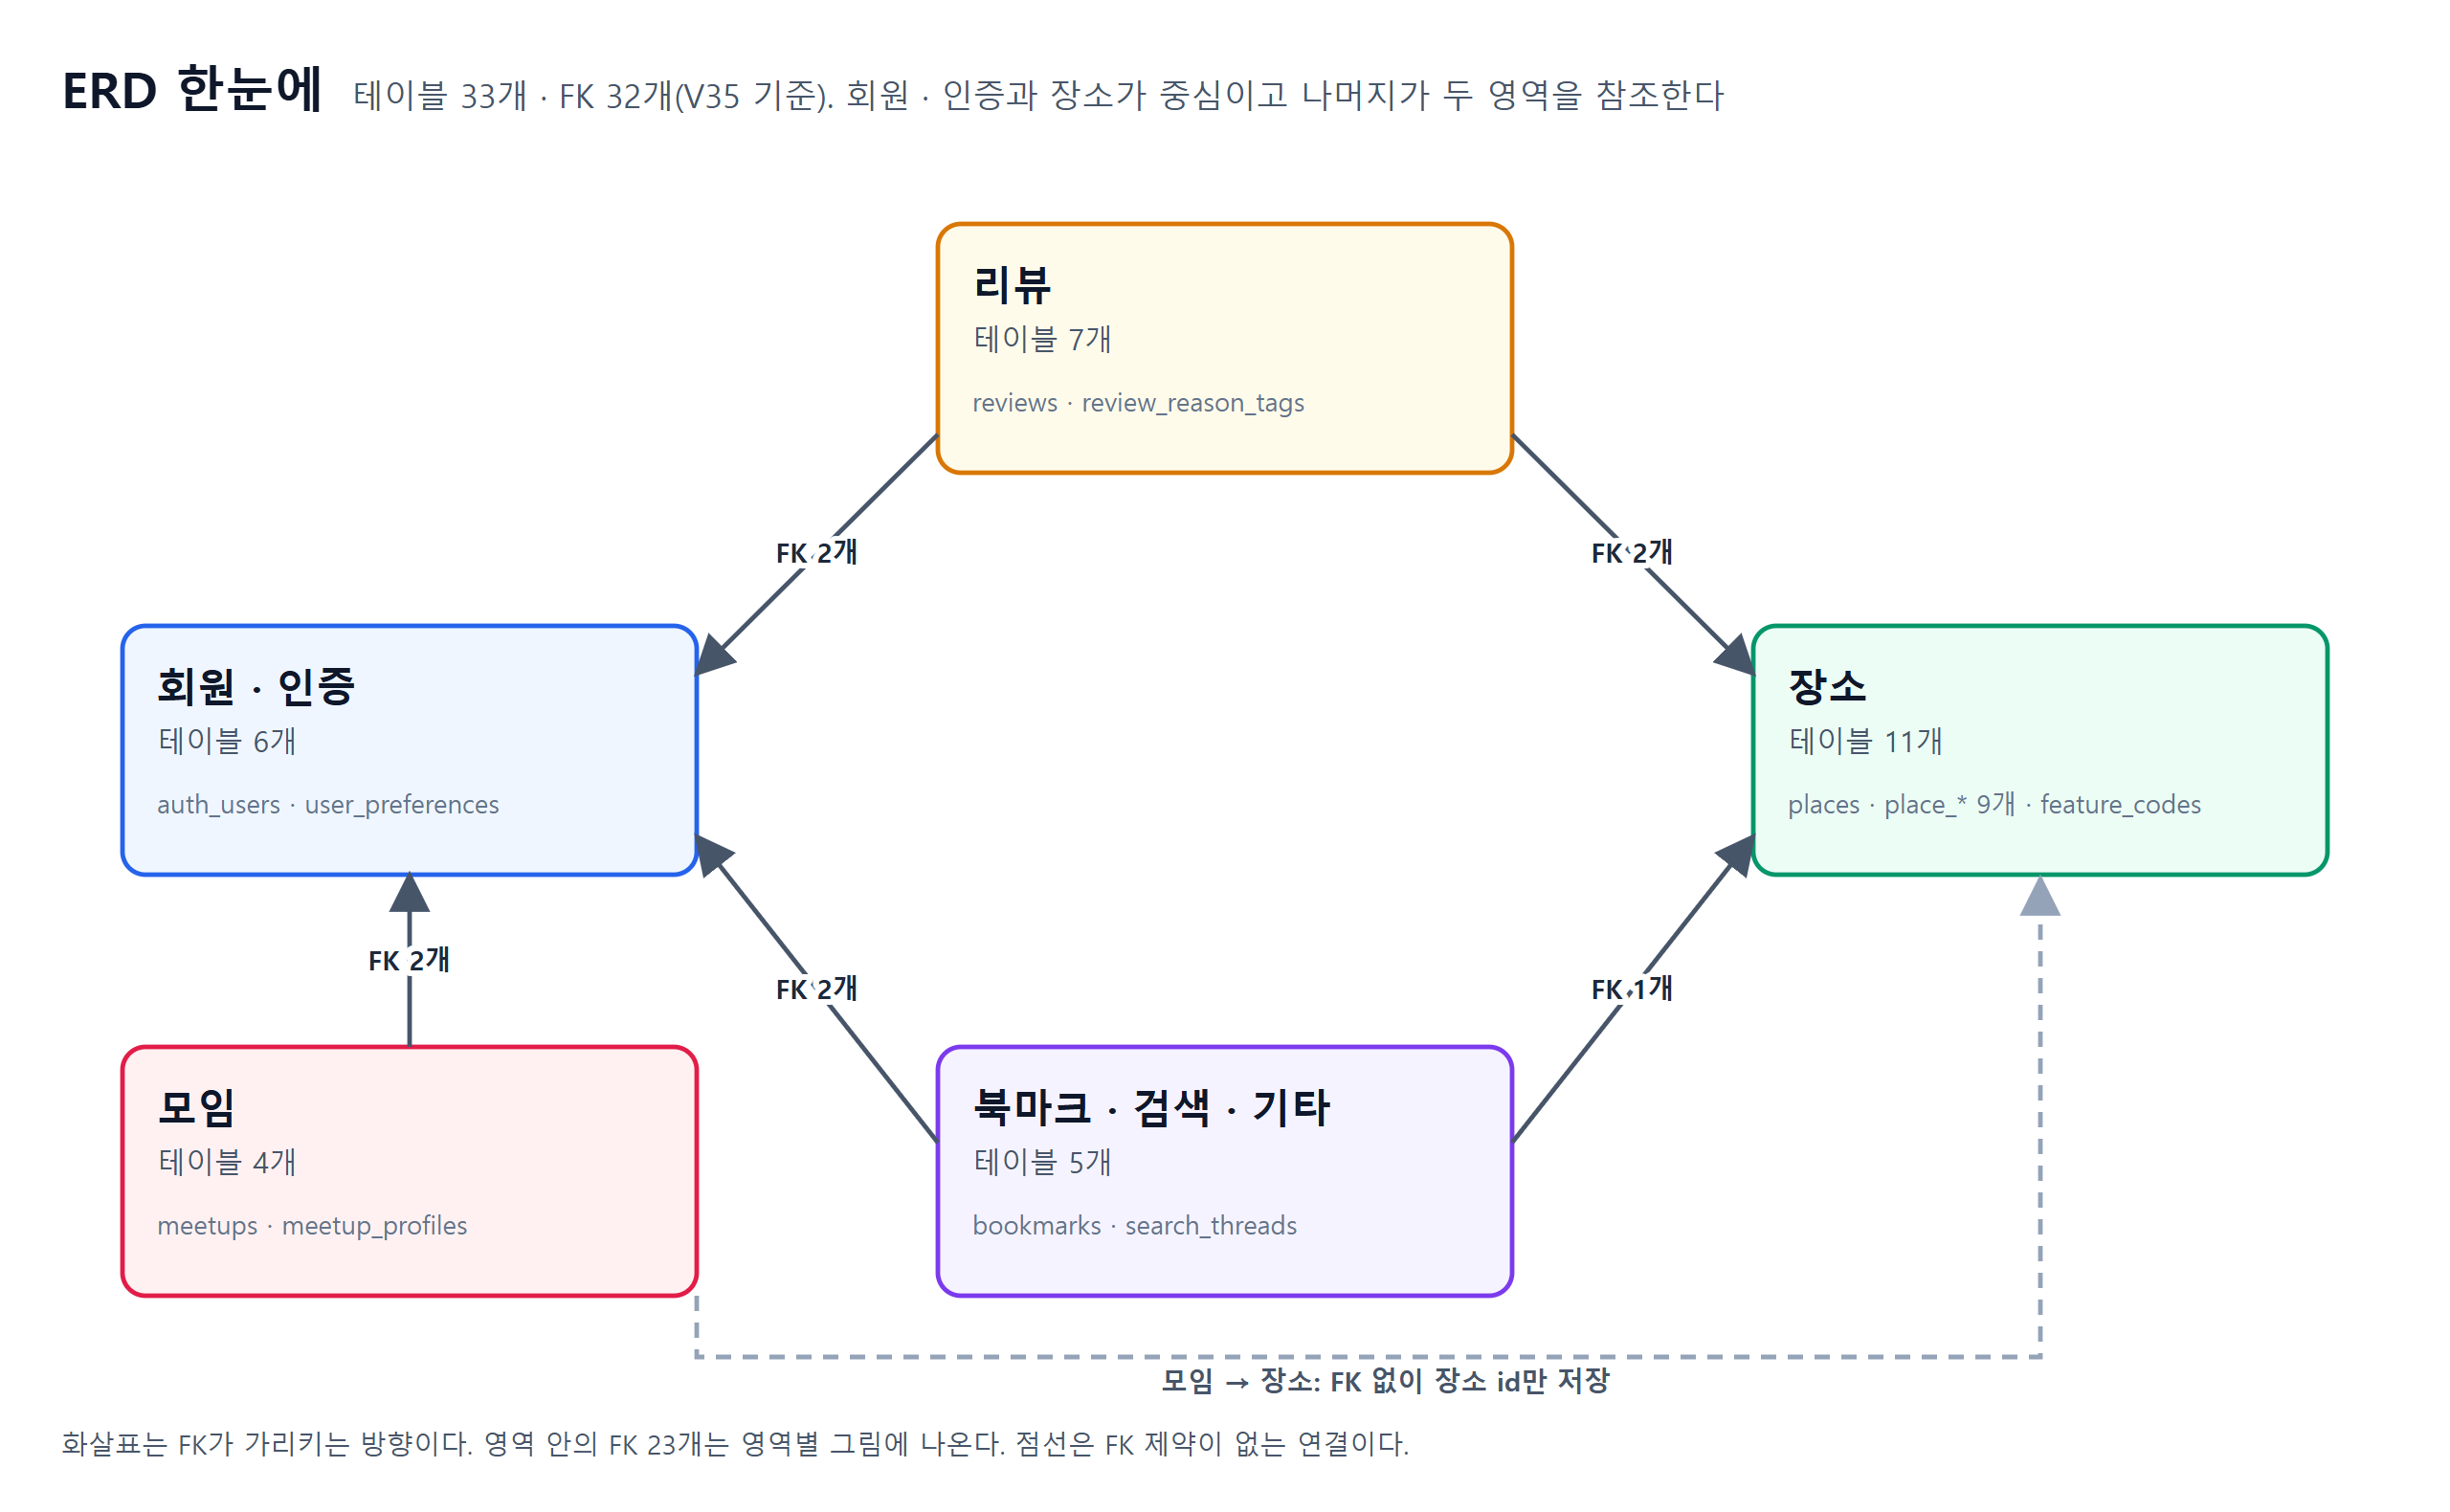 ERD 한눈에 테이블 33개 · FK 32개(V35 기준). 회원 · 인증과 장소가 중심이고 나머지가 두 영역을 참조한다
리뷰
테이블 7개
reviews · review_reason_tags
FK 2개
FK 2개
회원 · 인증
테이블 6개
auth_users · user_preferences
장소
테이블 11개
places · place_* 9개 · feature_codes
FK 2개
FK 2개
FK 1개
모임
테이블 4개
meetups · meetup_profiles
북마크 · 검색 · 기타
테이블 5개
bookmarks · search_threads
모임 → 장소: FK 없이 장소 id만 저장
화살표는 FK가 가리키는 방향이다. 영역 안의 FK 23개는 영역별 그림에 나온다. 점선은 FK 제약이 없는 연결이다.